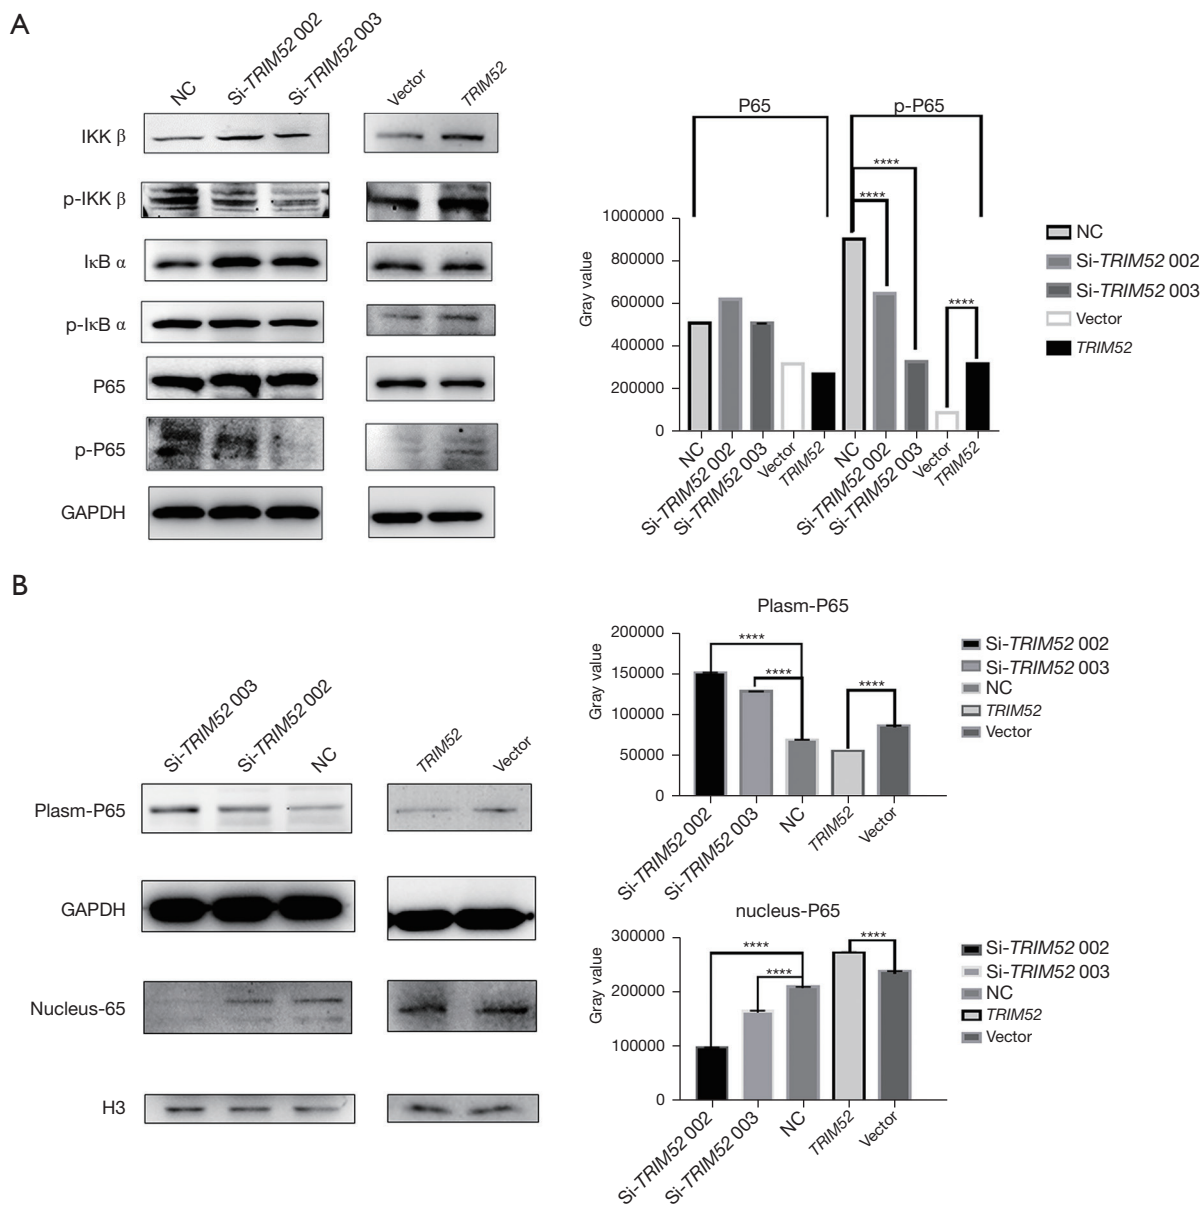 A
NC
Si-TRIM52 002
Si-TRIM52 003
Vector
TRIM52
IKK β
p-IKK β
IκB α
p-IκB α
P65
p-P65
GAPDH
P65
p-P65
****
****
****
Gray value
1000000
800000
600000
400000
200000
0
NC
Si-TRIM52 002
Si-TRIM52 003
Vector
TRIM52
NC
Si-TRIM52 002
Si-TRIM52 003
Vector
TRIM52
NC
Si-TRIM52 002
Si-TRIM52 003
Vector
TRIM52
B
Si-TRIM52 003
Si-TRIM52 002
NC
TRIM52
Vector
Plasm-P65
GAPDH
Nucleus-65
H3
Plasm-P65
****
****
****
Gray value
200000
150000
100000
50000
0
Si-TRIM52 002
Si-TRIM52 003
NC
TRIM52
Vector
Si-TRIM52 002
Si-TRIM52 003
NC
TRIM52
Vector
nucleus-P65
****
****
****
Gray value
300000
200000
100000
0
Si-TRIM52 002
Si-TRIM52 003
NC
TRIM52
Vector
Si-TRIM52 002
Si-TRIM52 003
NC
TRIM52
Vector